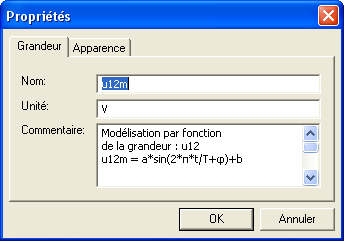 Propriétés
Grandeur
Apparence
Nom:
u12m
Unité:
V
Commentaire:
Modélisation par fonction
de la grandeur : u12
u12m = a*sin(2*π*t/T+φ)+b
OK
Annuler